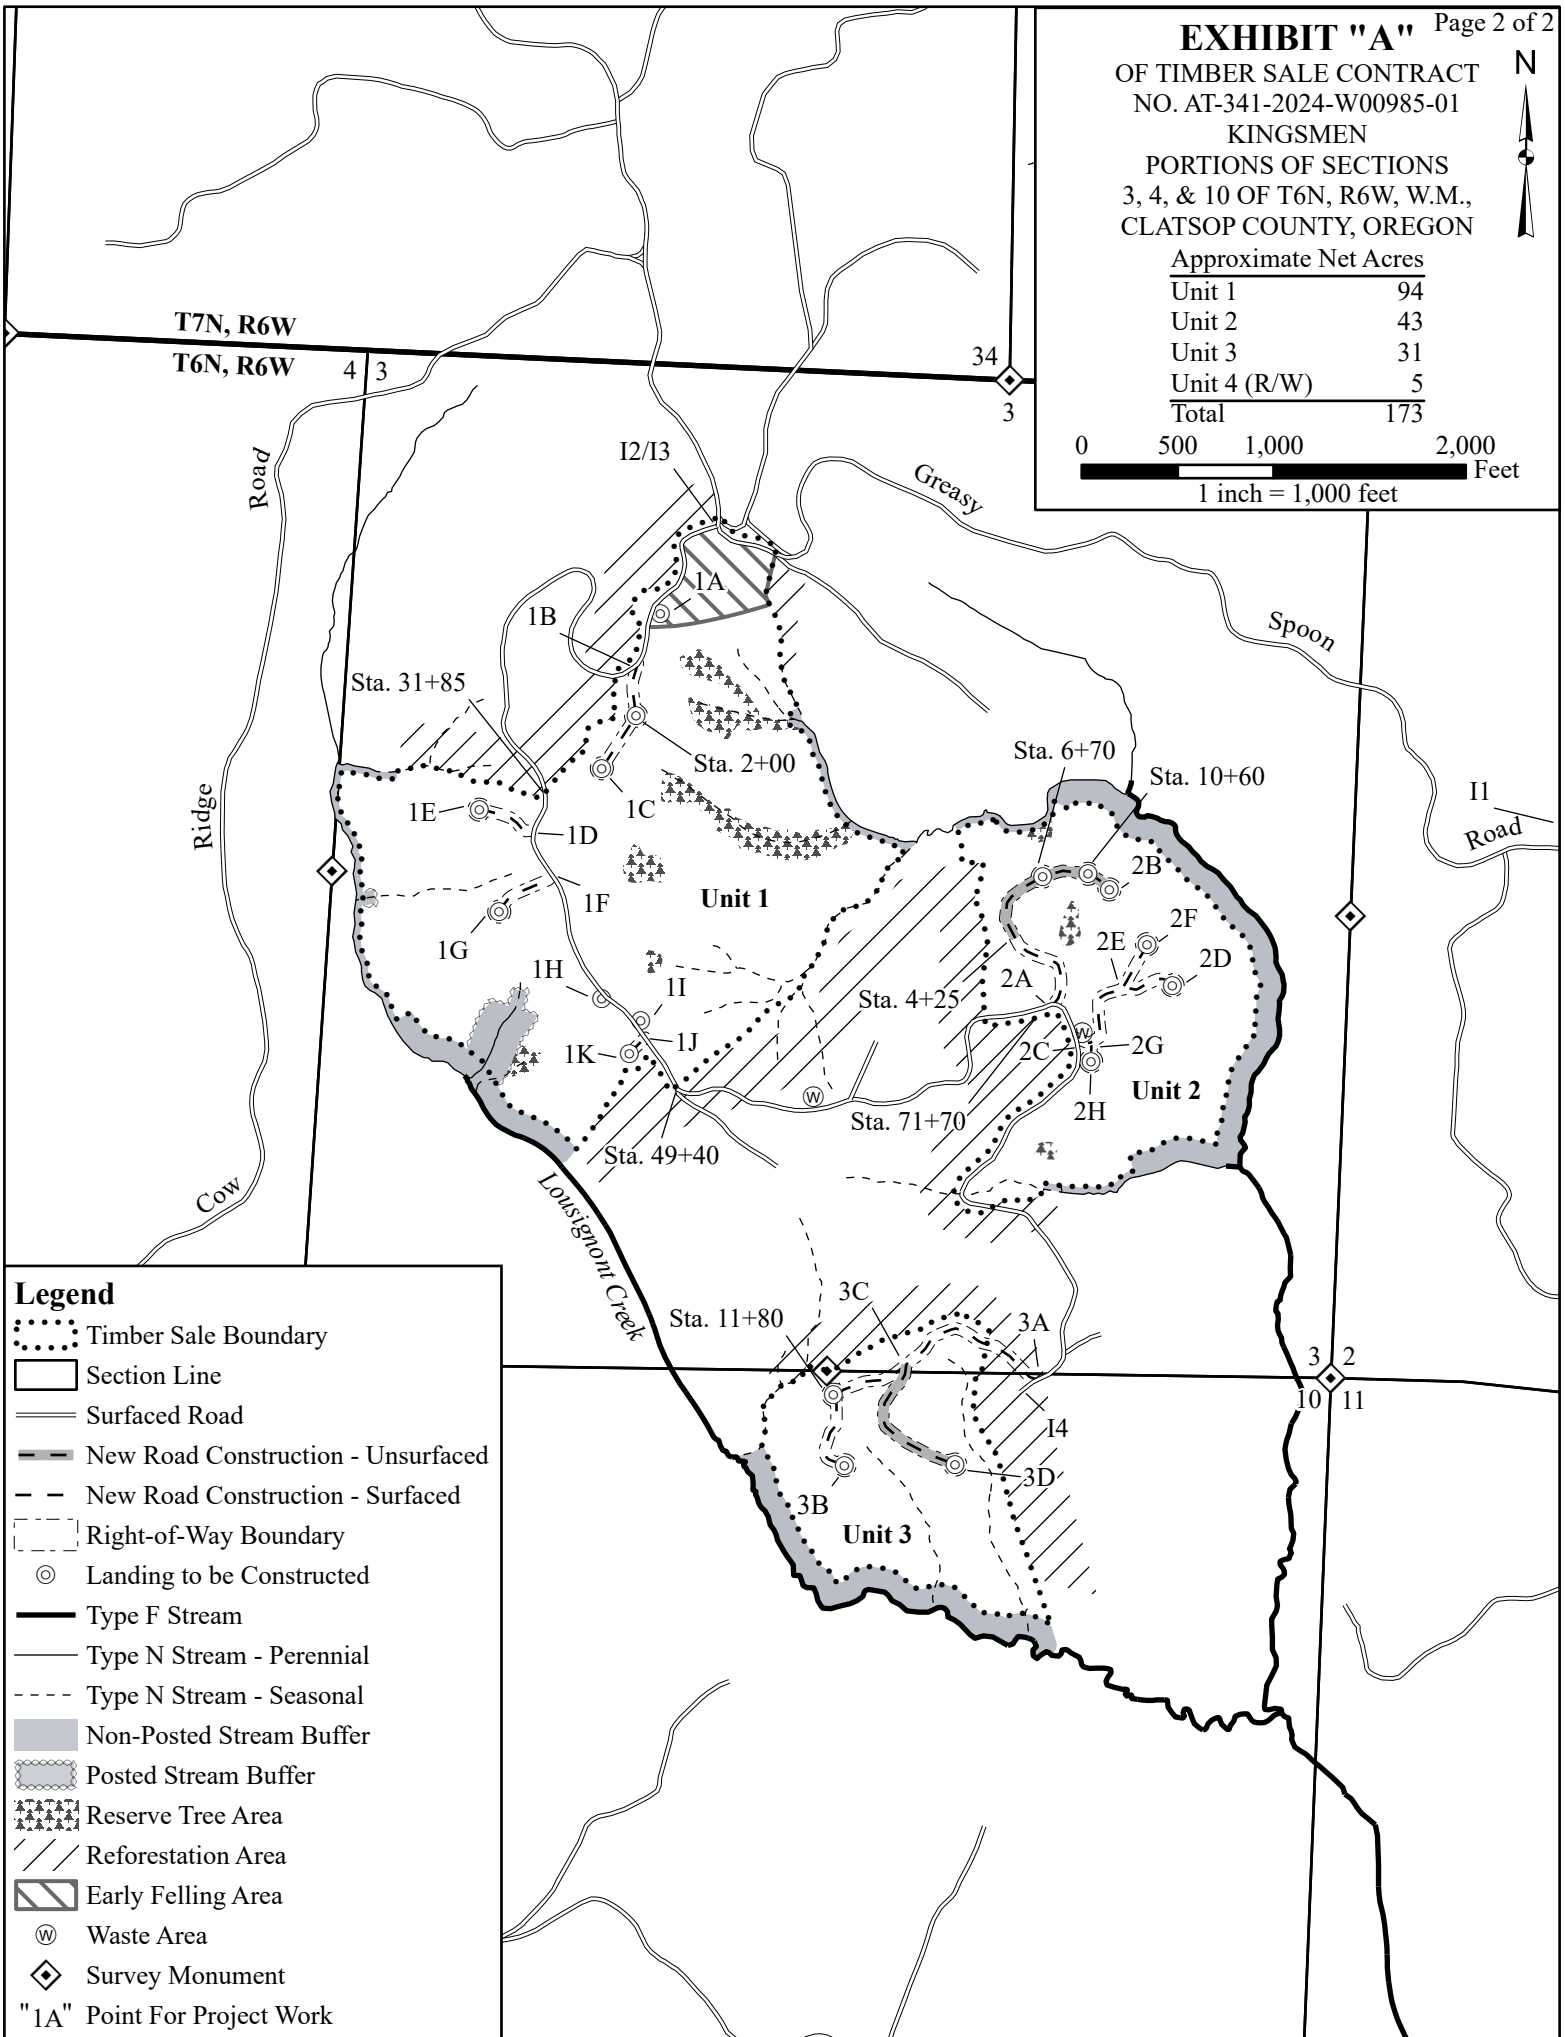 Page 2 of 2
EXHIBIT "A"
OF TIMBER SALE CONTRACT
NO. AT-341-2024-W00985-01
KINGSMEN
PORTIONS OF SECTIONS
3, 4, & 10 OF T6N, R6W, W.M.,
CLATSOP COUNTY, OREGON
N
Approximate Net Acres
Unit 1 94
Unit 2 43
Unit 3 31
Unit 4 (R/W) 5
Total 173
0 500 1,000 2,000
Feet
1 inch = 1,000 feet
T7N, R6W
T6N, R6W
4 3
34
3
I2/I3
Road
Greasy
1A
1B
Spoon
Sta. 31+85
Sta. 2+00
Sta. 6+70
Sta. 10+60
I1
Road
Ridge
1E
1C
1D
2B
Unit 1
1F
2F
1G
2E
2D
1H
1I
2A
Sta. 4+25
1J
1K
2C
W
2G
Unit 2
W
2H
Sta. 71+70
Sta. 49+40
Cow
Lousignont Creek
3C
Sta. 11+80
3A
3 2
10 11
I4
3D
3B
Unit 3
Legend
Timber Sale Boundary
Section Line
Surfaced Road
New Road Construction - Unsurfaced
New Road Construction - Surfaced
Right-of-Way Boundary
Landing to be Constructed
Type F Stream
Type N Stream - Perennial
Type N Stream - Seasonal
Non-Posted Stream Buffer
Posted Stream Buffer
Reserve Tree Area
Reforestation Area
Early Felling Area
W Waste Area
Survey Monument
"1A" Point For Project Work